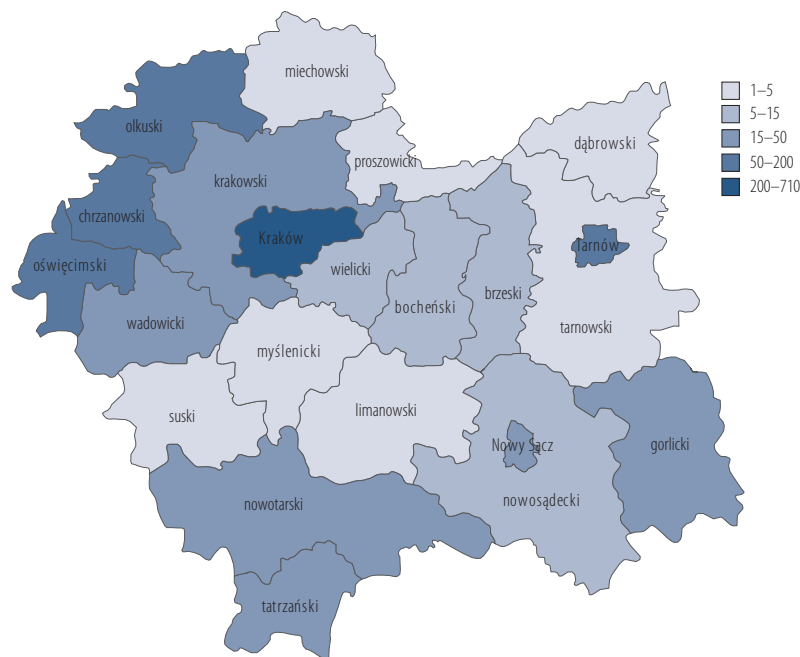 miechowski
1–5
5–15
15–50
50–200
200–710
olkuski
dąbrowski
proszowicki
krakowski
chrzanowski
Kraków
Tarnów
oświęcimski
wielicki
brzeski
bocheński
wadowicki
tarnowski
myślenicki
limanowski
suski
Nowy Sącz
gorlicki
nowosądecki
nowotarski
tatrzański